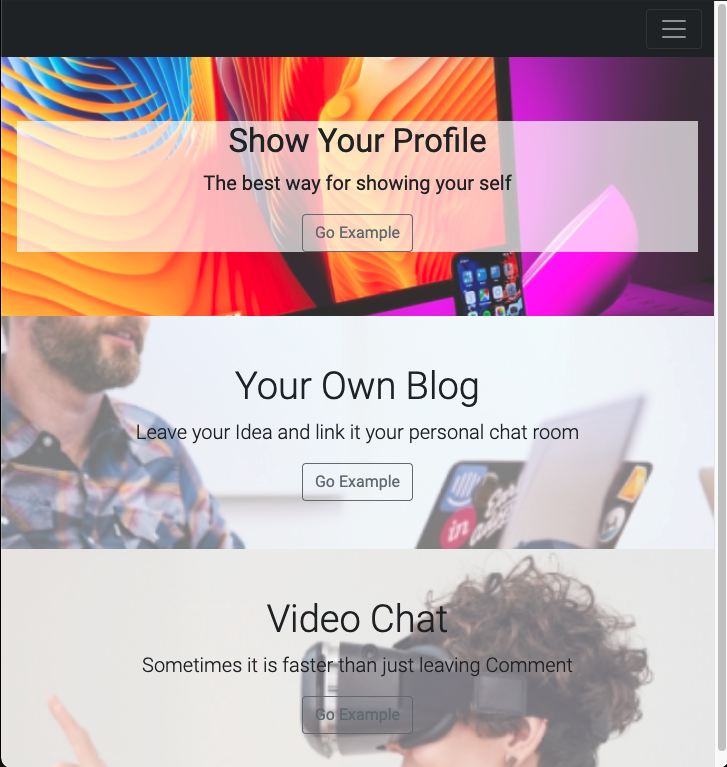 Show Your Profile
The best way for showing your self
Go Example
Your Own Blog
Leave your Idea and link it your personal chat room
Go Example
in
Video Chat
Sometimes it is faster than just leaving Comment
Go Example